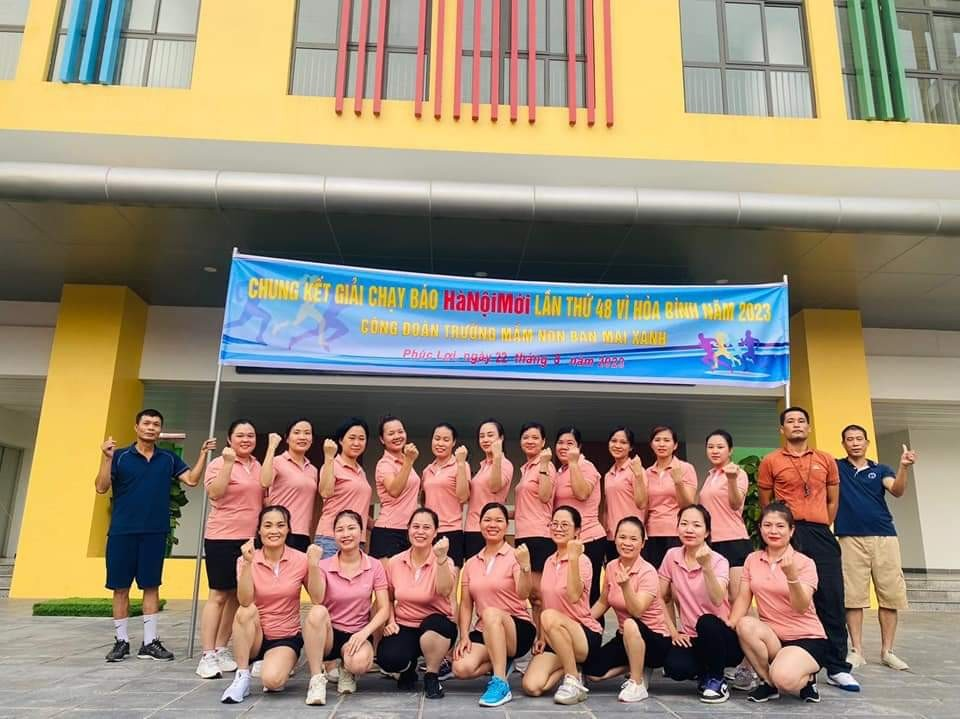 CHUNG KẾT GIẢI CHẠY BÁO HàNộiMới LẦN THỨ 48 VÌ HÒA BÌNH NĂM 2023
CÔNG ĐOÀN TRƯỜNG MẦM NON BAN MAI XANH
Phúc Lợi ngày 22 tháng 9 năm 2023